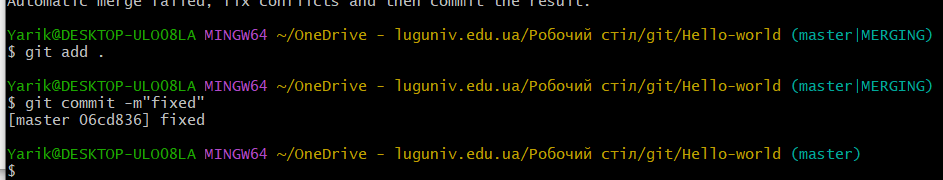 Automatic merge failed; fix conflicts and then commit the result.
Yarik@DESKTOP-ULOO8LA MINGW64 ~/OneDrive - luguniv.edu.ua/Робочий стіл/git/Hello-world (master|MERGING)
$ git add .
Yarik@DESKTOP-ULOO8LA MINGW64 ~/OneDrive - luguniv.edu.ua/Робочий стіл/git/Hello-world (master|MERGING)
$ git commit -m"fixed"
[master 06cd836] fixed
Yarik@DESKTOP-ULOO8LA MINGW64 ~/OneDrive - luguniv.edu.ua/Робочий стіл/git/Hello-world (master)
$